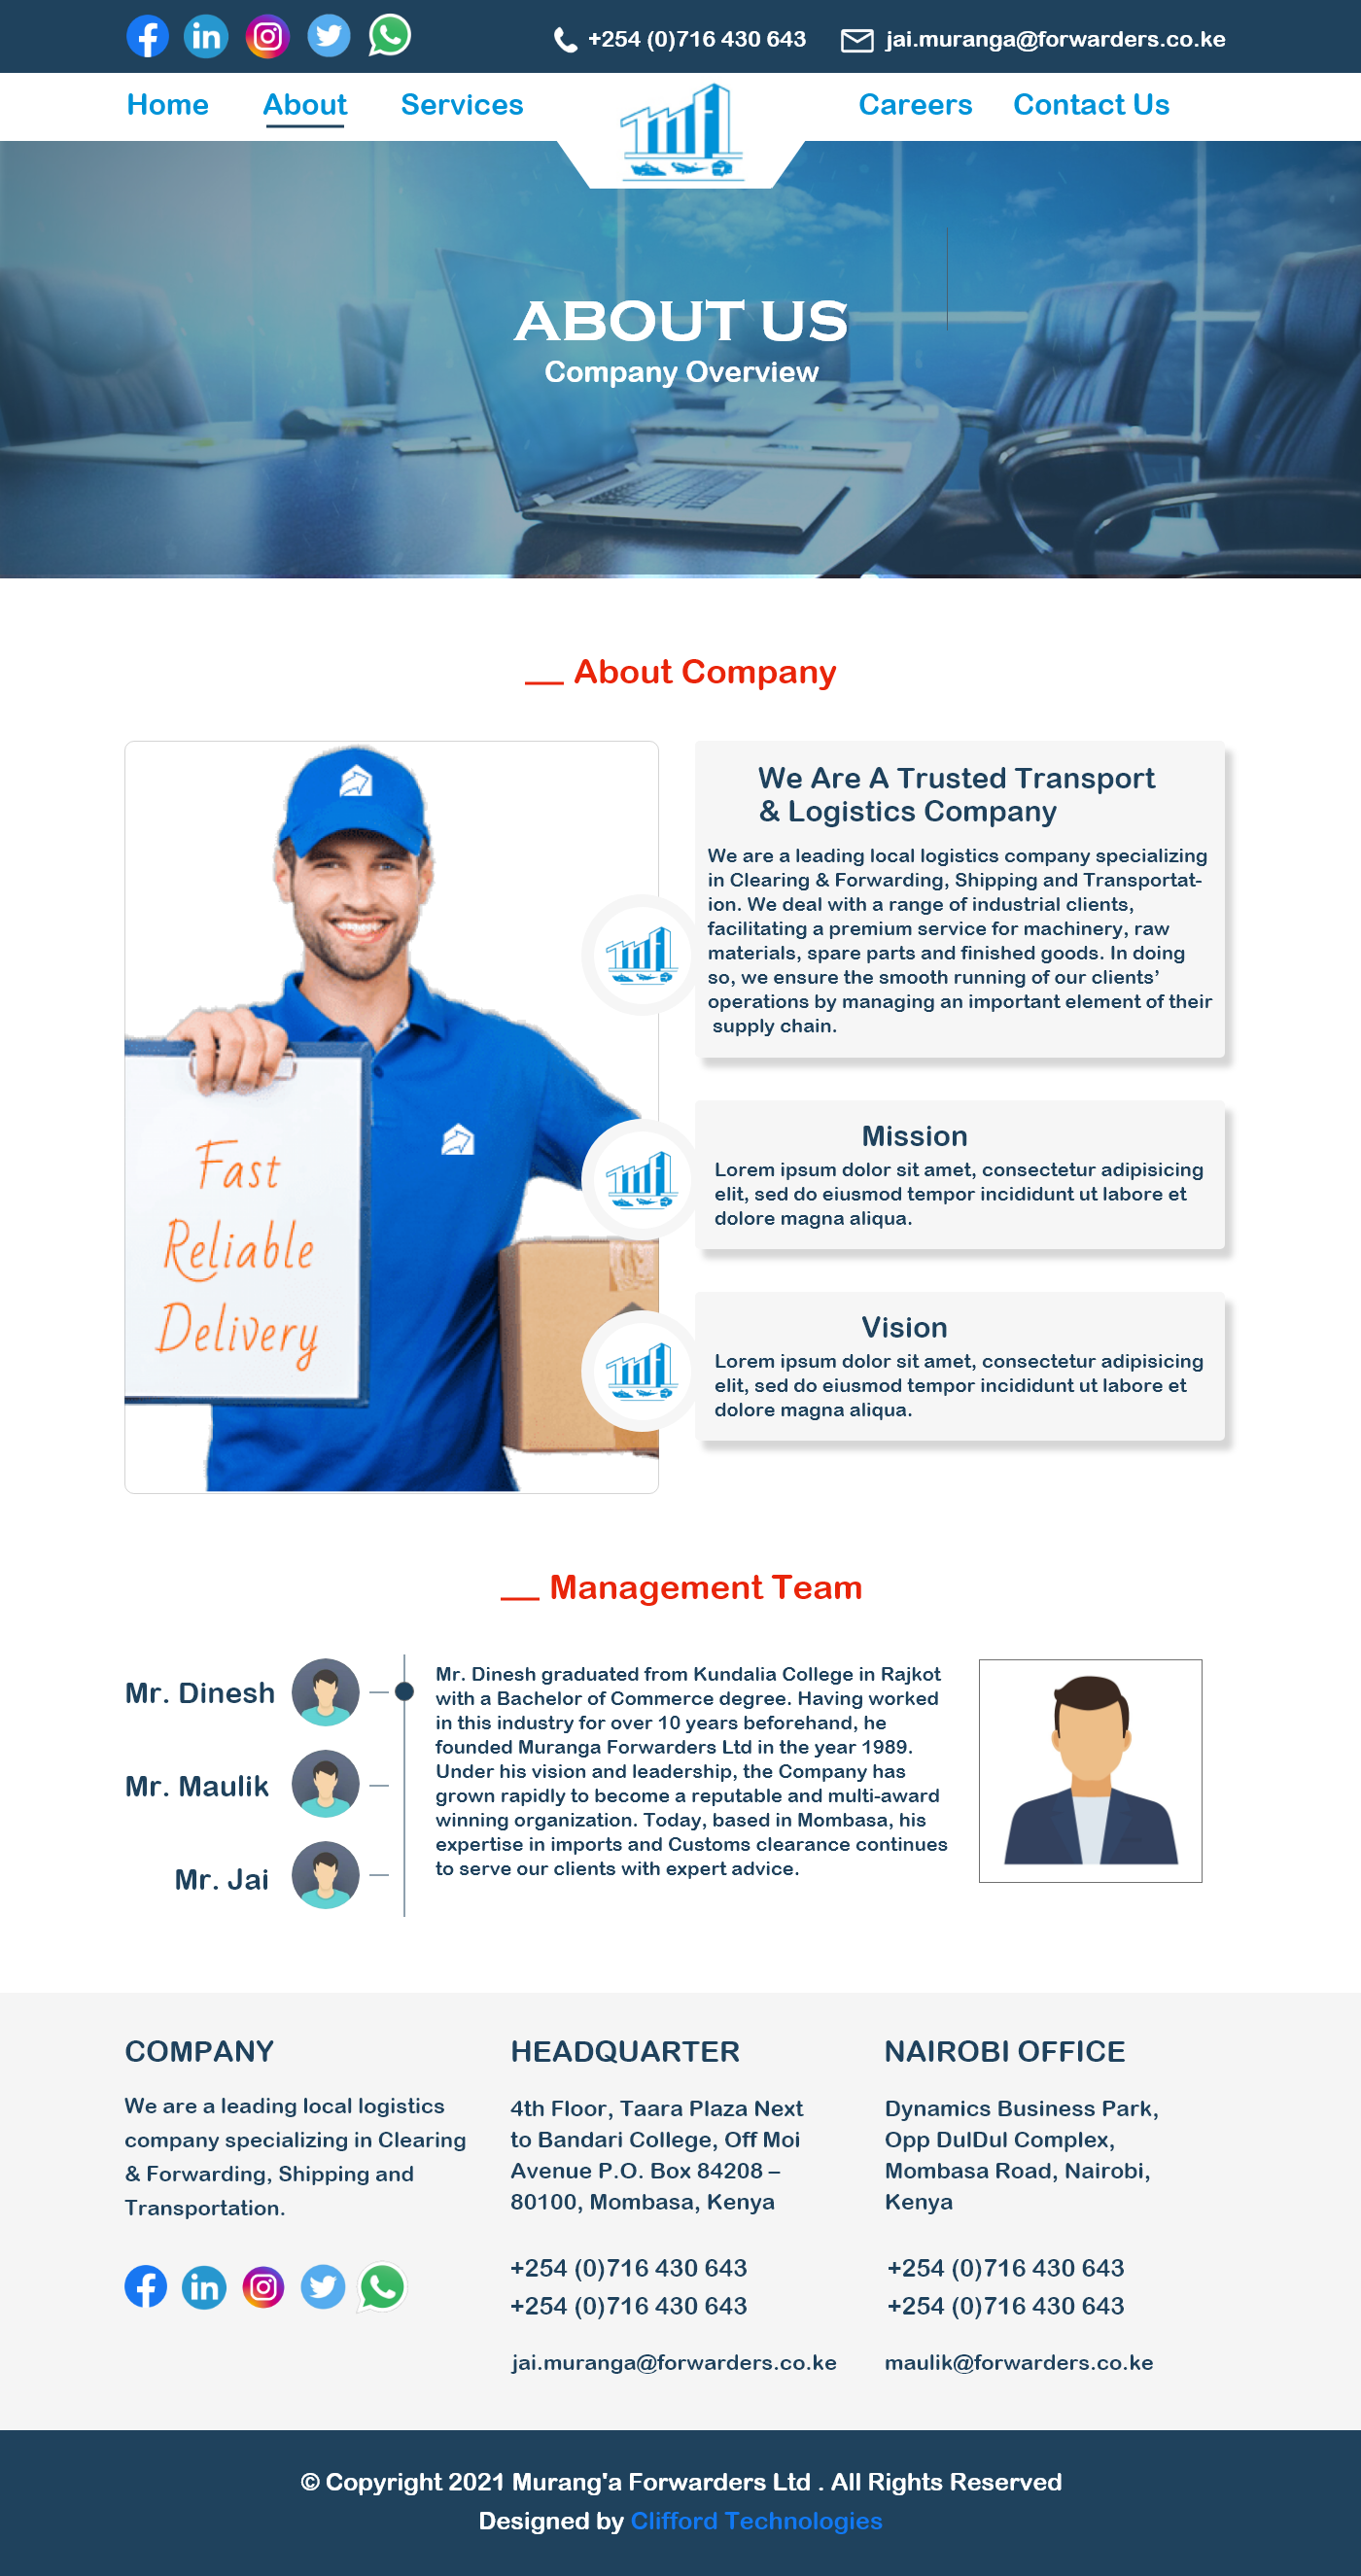 +254 (0)716 430 643 jai.muranga@forwarders.co.ke
Home About Services Careers Contact Us
ABOUT US
Company Overview
About Company
We Are A Trusted Transport
& Logistics Company
We are a leading local logistics company specializing
in Clearing & Forwarding, Shipping and Transportat-
ion. We deal with a range of industrial clients,
facilitating a premium service for machinery, raw
materials, spare parts and finished goods. In doing
so, we ensure the smooth running of our clients’
operations by managing an important element of their
supply chain.
Fast
Reliable
Delivery
Mission
Lorem ipsum dolor sit amet, consectetur adipisicing
elit, sed do eiusmod tempor incididunt ut labore et
dolore magna aliqua.
Vision
Lorem ipsum dolor sit amet, consectetur adipisicing
elit, sed do eiusmod tempor incididunt ut labore et
dolore magna aliqua.
Management Team
Mr. Dinesh
Mr. Maulik
Mr. Jai
Mr. Dinesh graduated from Kundalia College in Rajkot
with a Bachelor of Commerce degree. Having worked
in this industry for over 10 years beforehand, he
founded Muranga Forwarders Ltd in the year 1989.
Under his vision and leadership, the Company has
grown rapidly to become a reputable and multi-award
winning organization. Today, based in Mombasa, his
expertise in imports and Customs clearance continues
to serve our clients with expert advice.
COMPANY
We are a leading local logistics
company specializing in Clearing
& Forwarding, Shipping and
Transportation.
HEADQUARTER
4th Floor, Taara Plaza Next
to Bandari College, Off Moi
Avenue P.O. Box 84208 –
80100, Mombasa, Kenya
+254 (0)716 430 643
+254 (0)716 430 643
jai.muranga@forwarders.co.ke
NAIROBI OFFICE
Dynamics Business Park,
Opp DulDul Complex,
Mombasa Road, Nairobi,
Kenya
+254 (0)716 430 643
+254 (0)716 430 643
maulik@forwarders.co.ke
© Copyright 2021 Murang'a Forwarders Ltd . All Rights Reserved
Designed by Clifford Technologies